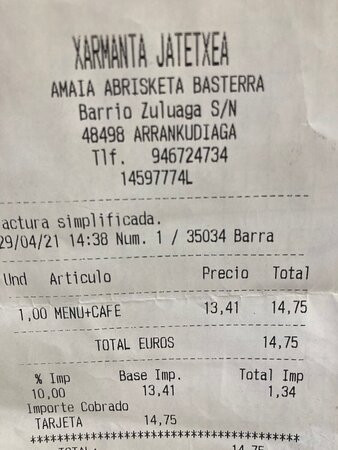 XARMANTA JATETXEA
AMAIA ABRISKETA BASTERRA
Barrio Zuluaga S/N
48498 ARRANKUDIAGA
Tlf. 946724734
14597774L
actura simplificada.
29/04/21 14:38 Num. 1 / 35034 Barra
Und Articulo Precio Total
1,00 MENU+CAFE 13,41 14,75
TOTAL EUROS 14,75
% Imp Base Imp. Total Imp
10,00 13,41 1,34
Importe Cobrado
TARJETA 14,75
********************************